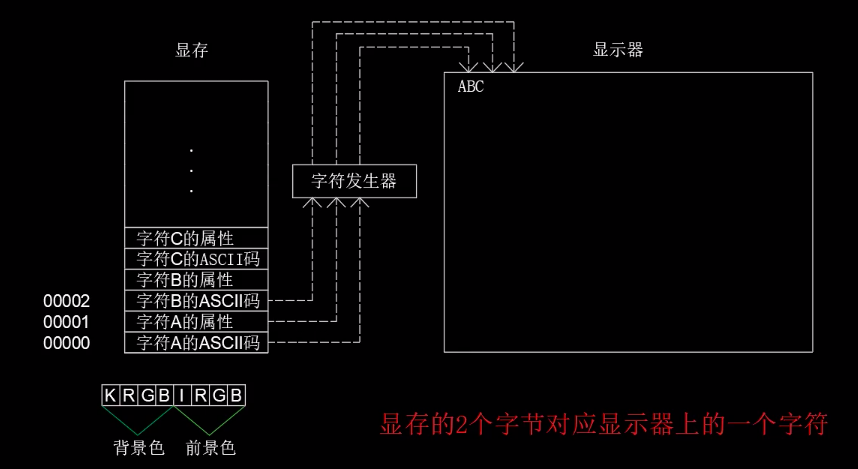 显存
显示器
ABC
.
.
.
字符发生器
字符C的属性
字符C的ASCII码
字符B的属性
00002 字符B的ASCII码
00001 字符A的属性
00000 字符A的ASCII码
KRGBIRGB
背景色 前景色
显存的2个字节对应显示器上的一个字符